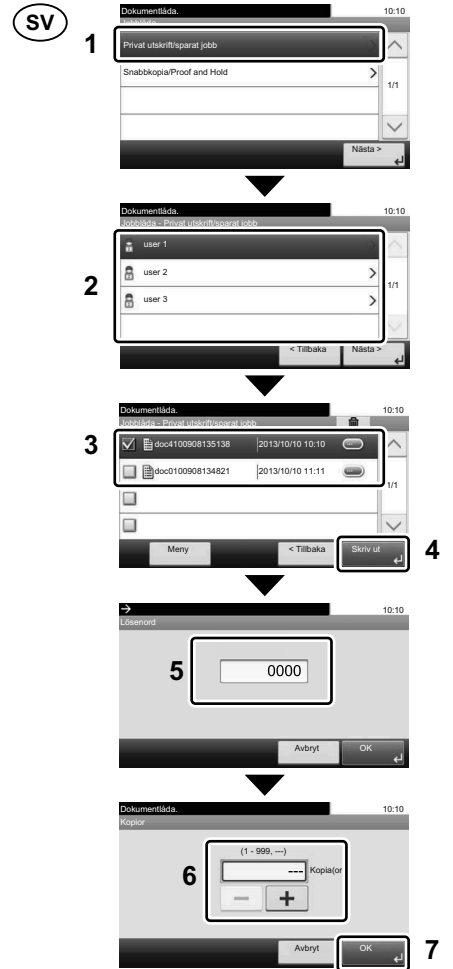 SV
Dokumentlåda. 10:10
Jobblåda
1
Privat utskrift/sparat jobb
Snabbkopia/Proof and Hold
1/1
Nästa >
Dokumentlåda. 10:10
Jobblåda - Privat utskrift/sparat jobb
user 1
2
user 2
1/1
user 3
< Tillbaka Nästa >
Dokumentlåda. 10:10
Jobblåda - Privat utskrift/sparat jobb
3
doc4100908135138 2013/10/10 10:10
doc0100908134821 2013/10/10 11:11
1/1
Meny < Tillbaka Skriv ut 4
10:10
Lösenord
5 0000
Avbryt OK
Dokumentlåda. 10:10
Kopior
(1 - 999, ---)
6 --- Kopia(or
Avbryt OK 7